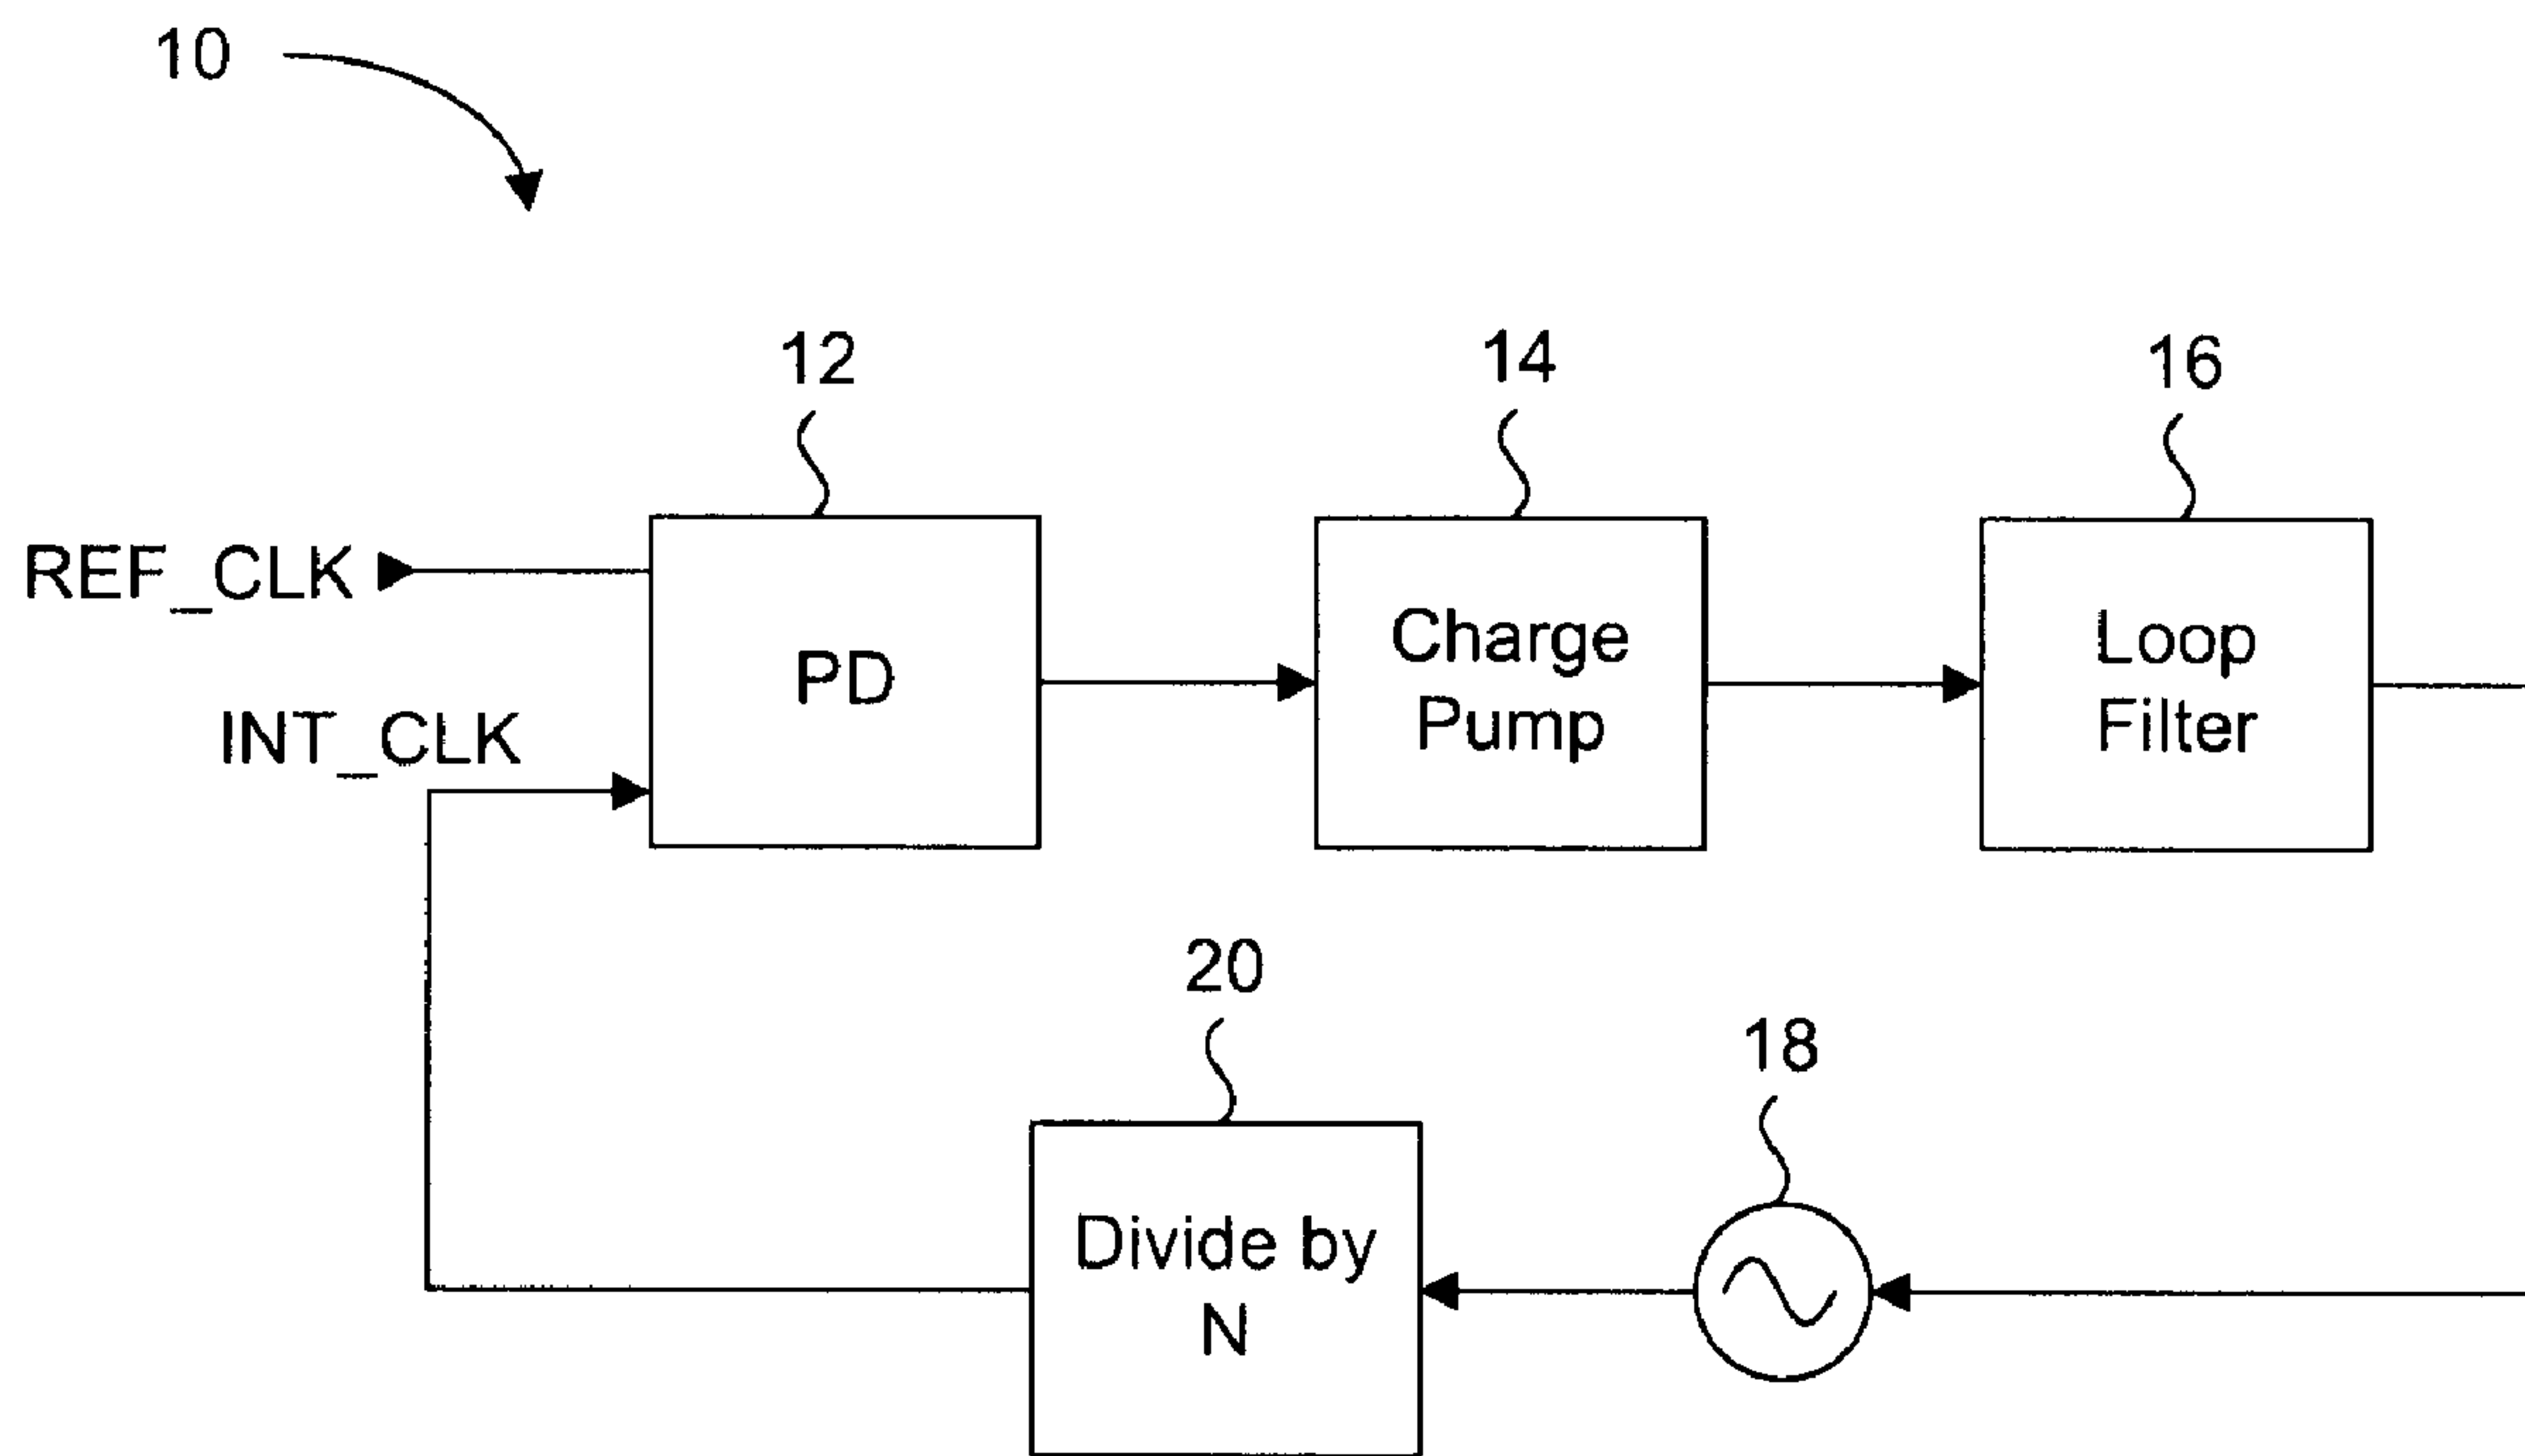 10
12
14
16
REF_CLK
PD
Charge
Pump
Loop
Filter
INT_CLK
20
18
Divide by
N